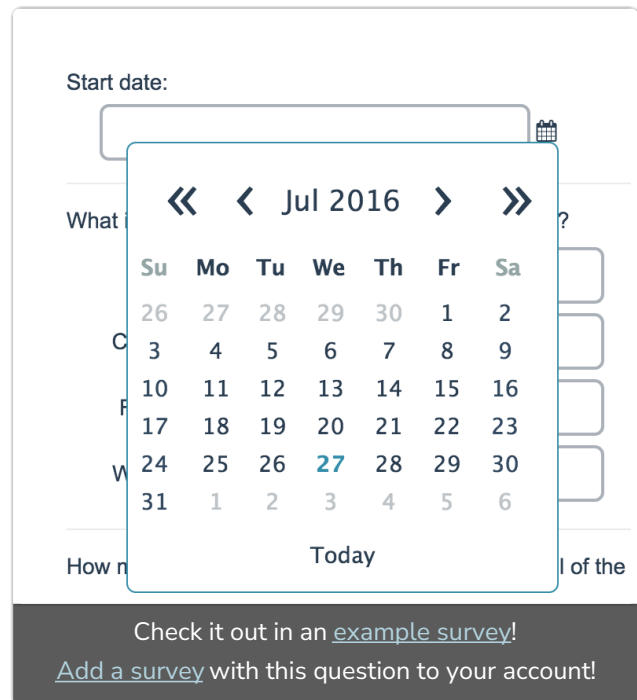 Start date:
« ‹ Jul 2016 › »
What i ?
Su Mo Tu We Th Fr Sa
26 27 28 29 30 1 2
3 4 5 6 7 8 9
10 11 12 13 14 15 16
17 18 19 20 21 22 23
24 25 26 27 28 29 30
31 1 2 3 4 5 6
Today
How l of the
Check it out in an example survey!
Add a survey with this question to your account!